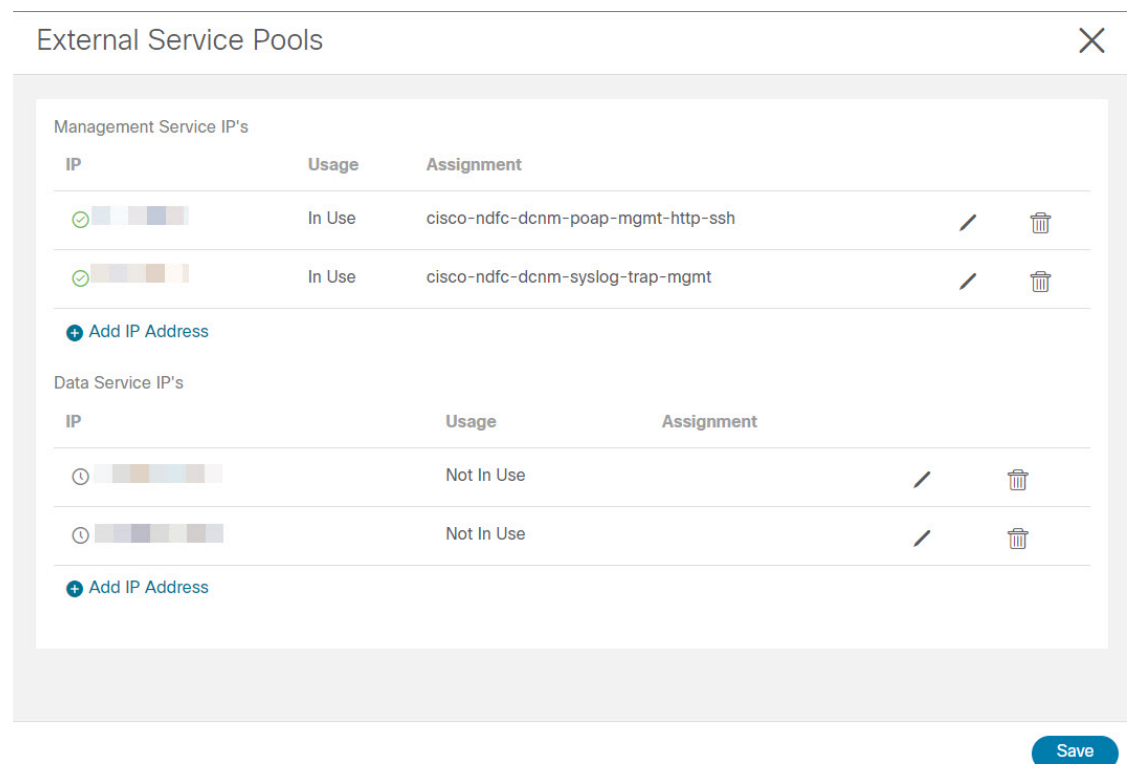 External Service Pools
Management Service IP's
IP Usage Assignment
In Use cisco-ndfc-dcnm-poap-mgmt-http-ssh
In Use cisco-ndfc-dcnm-syslog-trap-mgmt
Add IP Address
Data Service IP's
IP Usage Assignment
Not In Use
Not In Use
Add IP Address
Save